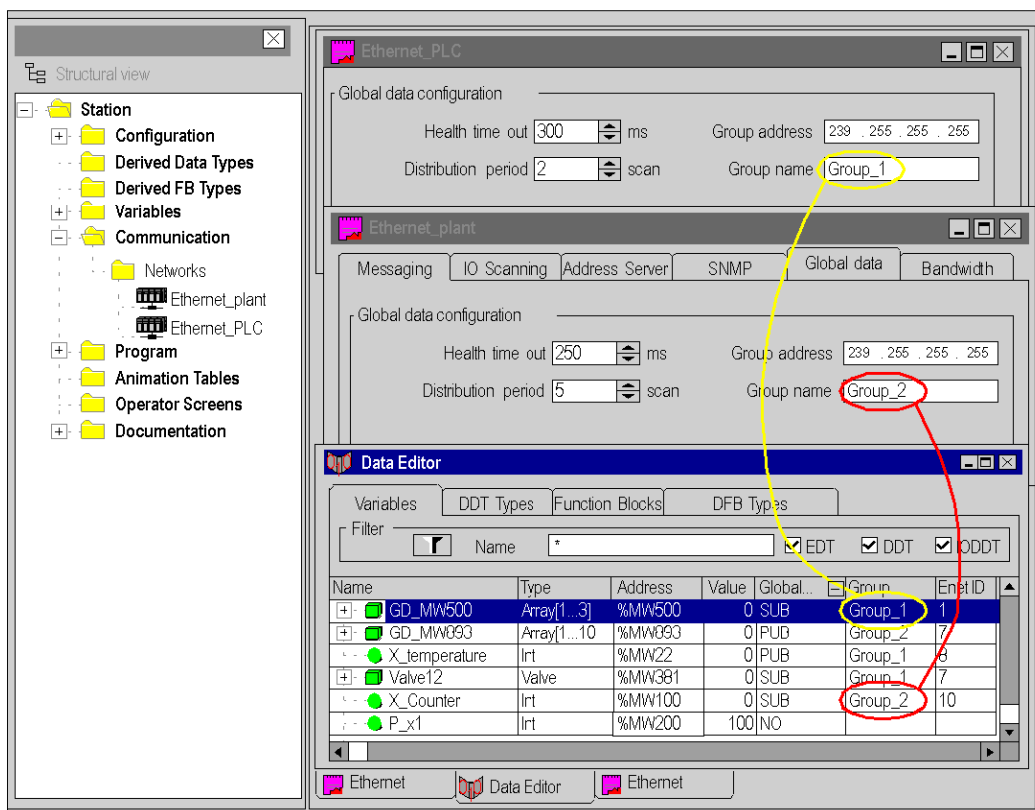 Structural view
Station
Configuration
Derived Data Types
Derived FB Types
Variables
Communication
Networks
Ethernet_plant
Ethernet_PLC
Program
Animation Tables
Operator Screens
Documentation
Ethernet_PLC
Global data configuration
Health time out 300 ms Group address 239 . 255 . 255 . 255
Distribution period 2 scan Group name Group_1
Ethernet_plant
Messaging IO Scanning Address Server SNMP Global data Bandwidth
Global data configuration
Health time out 250 ms Group address 239 . 255 . 255 . 255
Distribution period 5 scan Group name Group_2
Data Editor
Variables DDT Types Function Blocks DFB Types
Filter
Name * EDT DDT IODDT
Name Type Address Value Global... Group... Enet ID
GD_MW500 Array[1...3] %MW500 0 SUB Group_1 1
GD_MW893 Array[1...10 %MW893 0 PUB Group_2 7
X_temperature Int %MW22 0 PUB Group_1 8
Valve12 Valve %MW381 0 SUB Group_1 7
X_Counter Int %MW100 0 SUB Group_2 10
P_x1 Int %MW200 100 NO
Ethernet Data Editor Ethernet